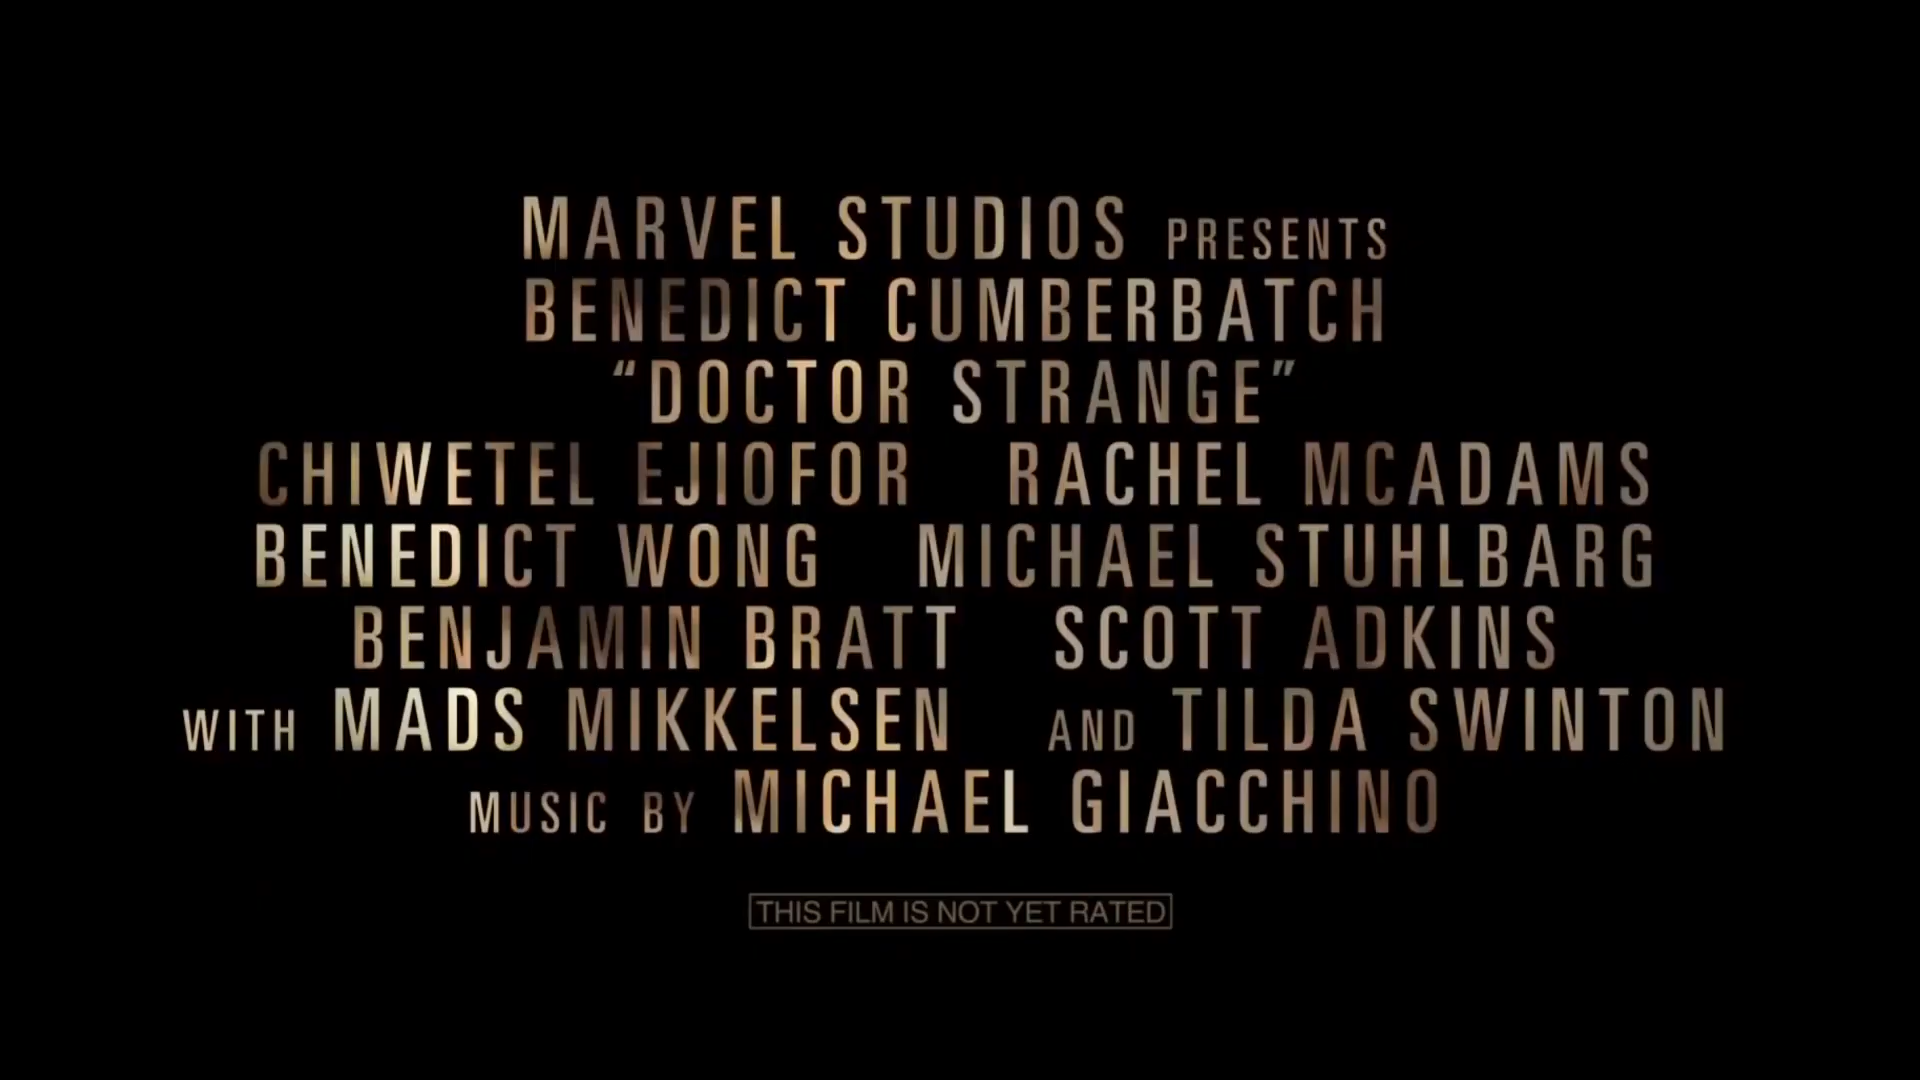 MARVEL STUDIOS PRESENTS
BENEDICT CUMBERBATCH
“DOCTOR STRANGE”
CHIWETEL EJIOFOR RACHEL MCADAMS
BENEDICT WONG MICHAEL STUHLBARG
BENJAMIN BRATT SCOTT ADKINS
WITH MADS MIKKELSEN AND TILDA SWINTON
MUSIC BY MICHAEL GIACCHINO
THIS FILM IS NOT YET RATED